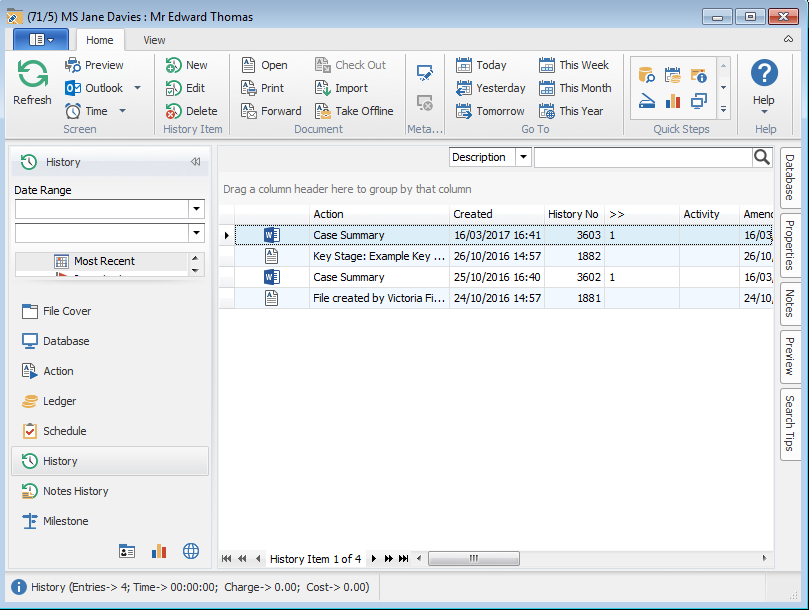 (71/5) MS Jane Davies : Mr Edward Thomas
Home View
Refresh
Preview
Outlook
Time
Screen
New
Edit
Delete
History Item
Open
Print
Forward
Check Out
Import
Take Offline
Document
Meta...
Today
Yesterday
Tomorrow
This Week
This Month
This Year
Go To
Quick Steps
Help
Help
History
Date Range
Most Recent
File Cover
Database
Action
Ledger
Schedule
History
Notes History
Milestone
Description
Drag a column header here to group by that column
Action Created History No >> Activity Amend
Case Summary 16/03/2017 16:41 3603 1 16/03
Key Stage: Example Key ... 26/10/2016 14:57 1882 26/10
Case Summary 25/10/2016 16:40 3602 1 16/03
File created by Victoria Fi... 24/10/2016 14:57 1881 24/10
History Item 1 of 4
Database
Properties
Notes
Preview
Search Tips
History (Entries-> 4; Time-> 00:00:00; Charge-> 0.00; Cost-> 0.00)